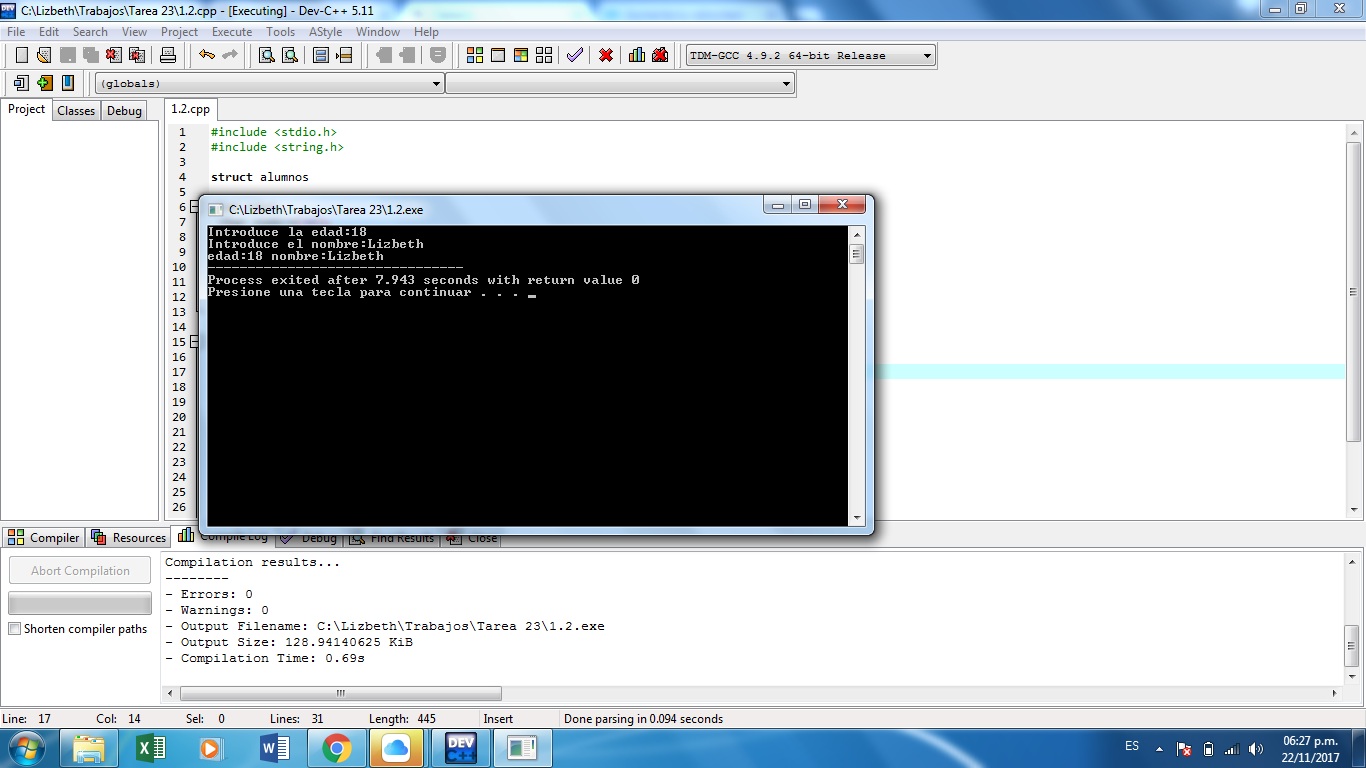 C:\Lizbeth\Trabajos\Tarea 23\1.2.cpp - [Executing] - Dev-C++ 5.11
File Edit Search View Project Execute Tools AStyle Window Help
TDM-GCC 4.9.2 64-bit Release
(globals)
Project Classes Debug 1.2.cpp
1 #include <stdio.h>
2 #include <string.h>
3
4 struct alumnos
5
6
7
8
9
10
11
12
13
14
15
16
17
18
19
20
21
22
23
24
25
26
C:\Lizbeth\Trabajos\Tarea 23\1.2.exe
Introduce la edad:18
Introduce el nombre:Lizbeth
edad:18 nombre:Lizbeth
--------------------------------
Process exited after 7.943 seconds with return value 0
Presione una tecla para continuar . . .
Compiler Resources Compile Log Debug Find Results Close
Abort Compilation
Shorten compiler paths
Compilation results...
--------
- Errors: 0
- Warnings: 0
- Output Filename: C:\Lizbeth\Trabajos\Tarea 23\1.2.exe
- Output Size: 128.94140625 KiB
- Compilation Time: 0.69s
Line: 17 Col: 14 Sel: 0 Lines: 31 Length: 445 Insert Done parsing in 0.094 seconds
DEV C++
ES
06:27 p.m.
22/11/2017